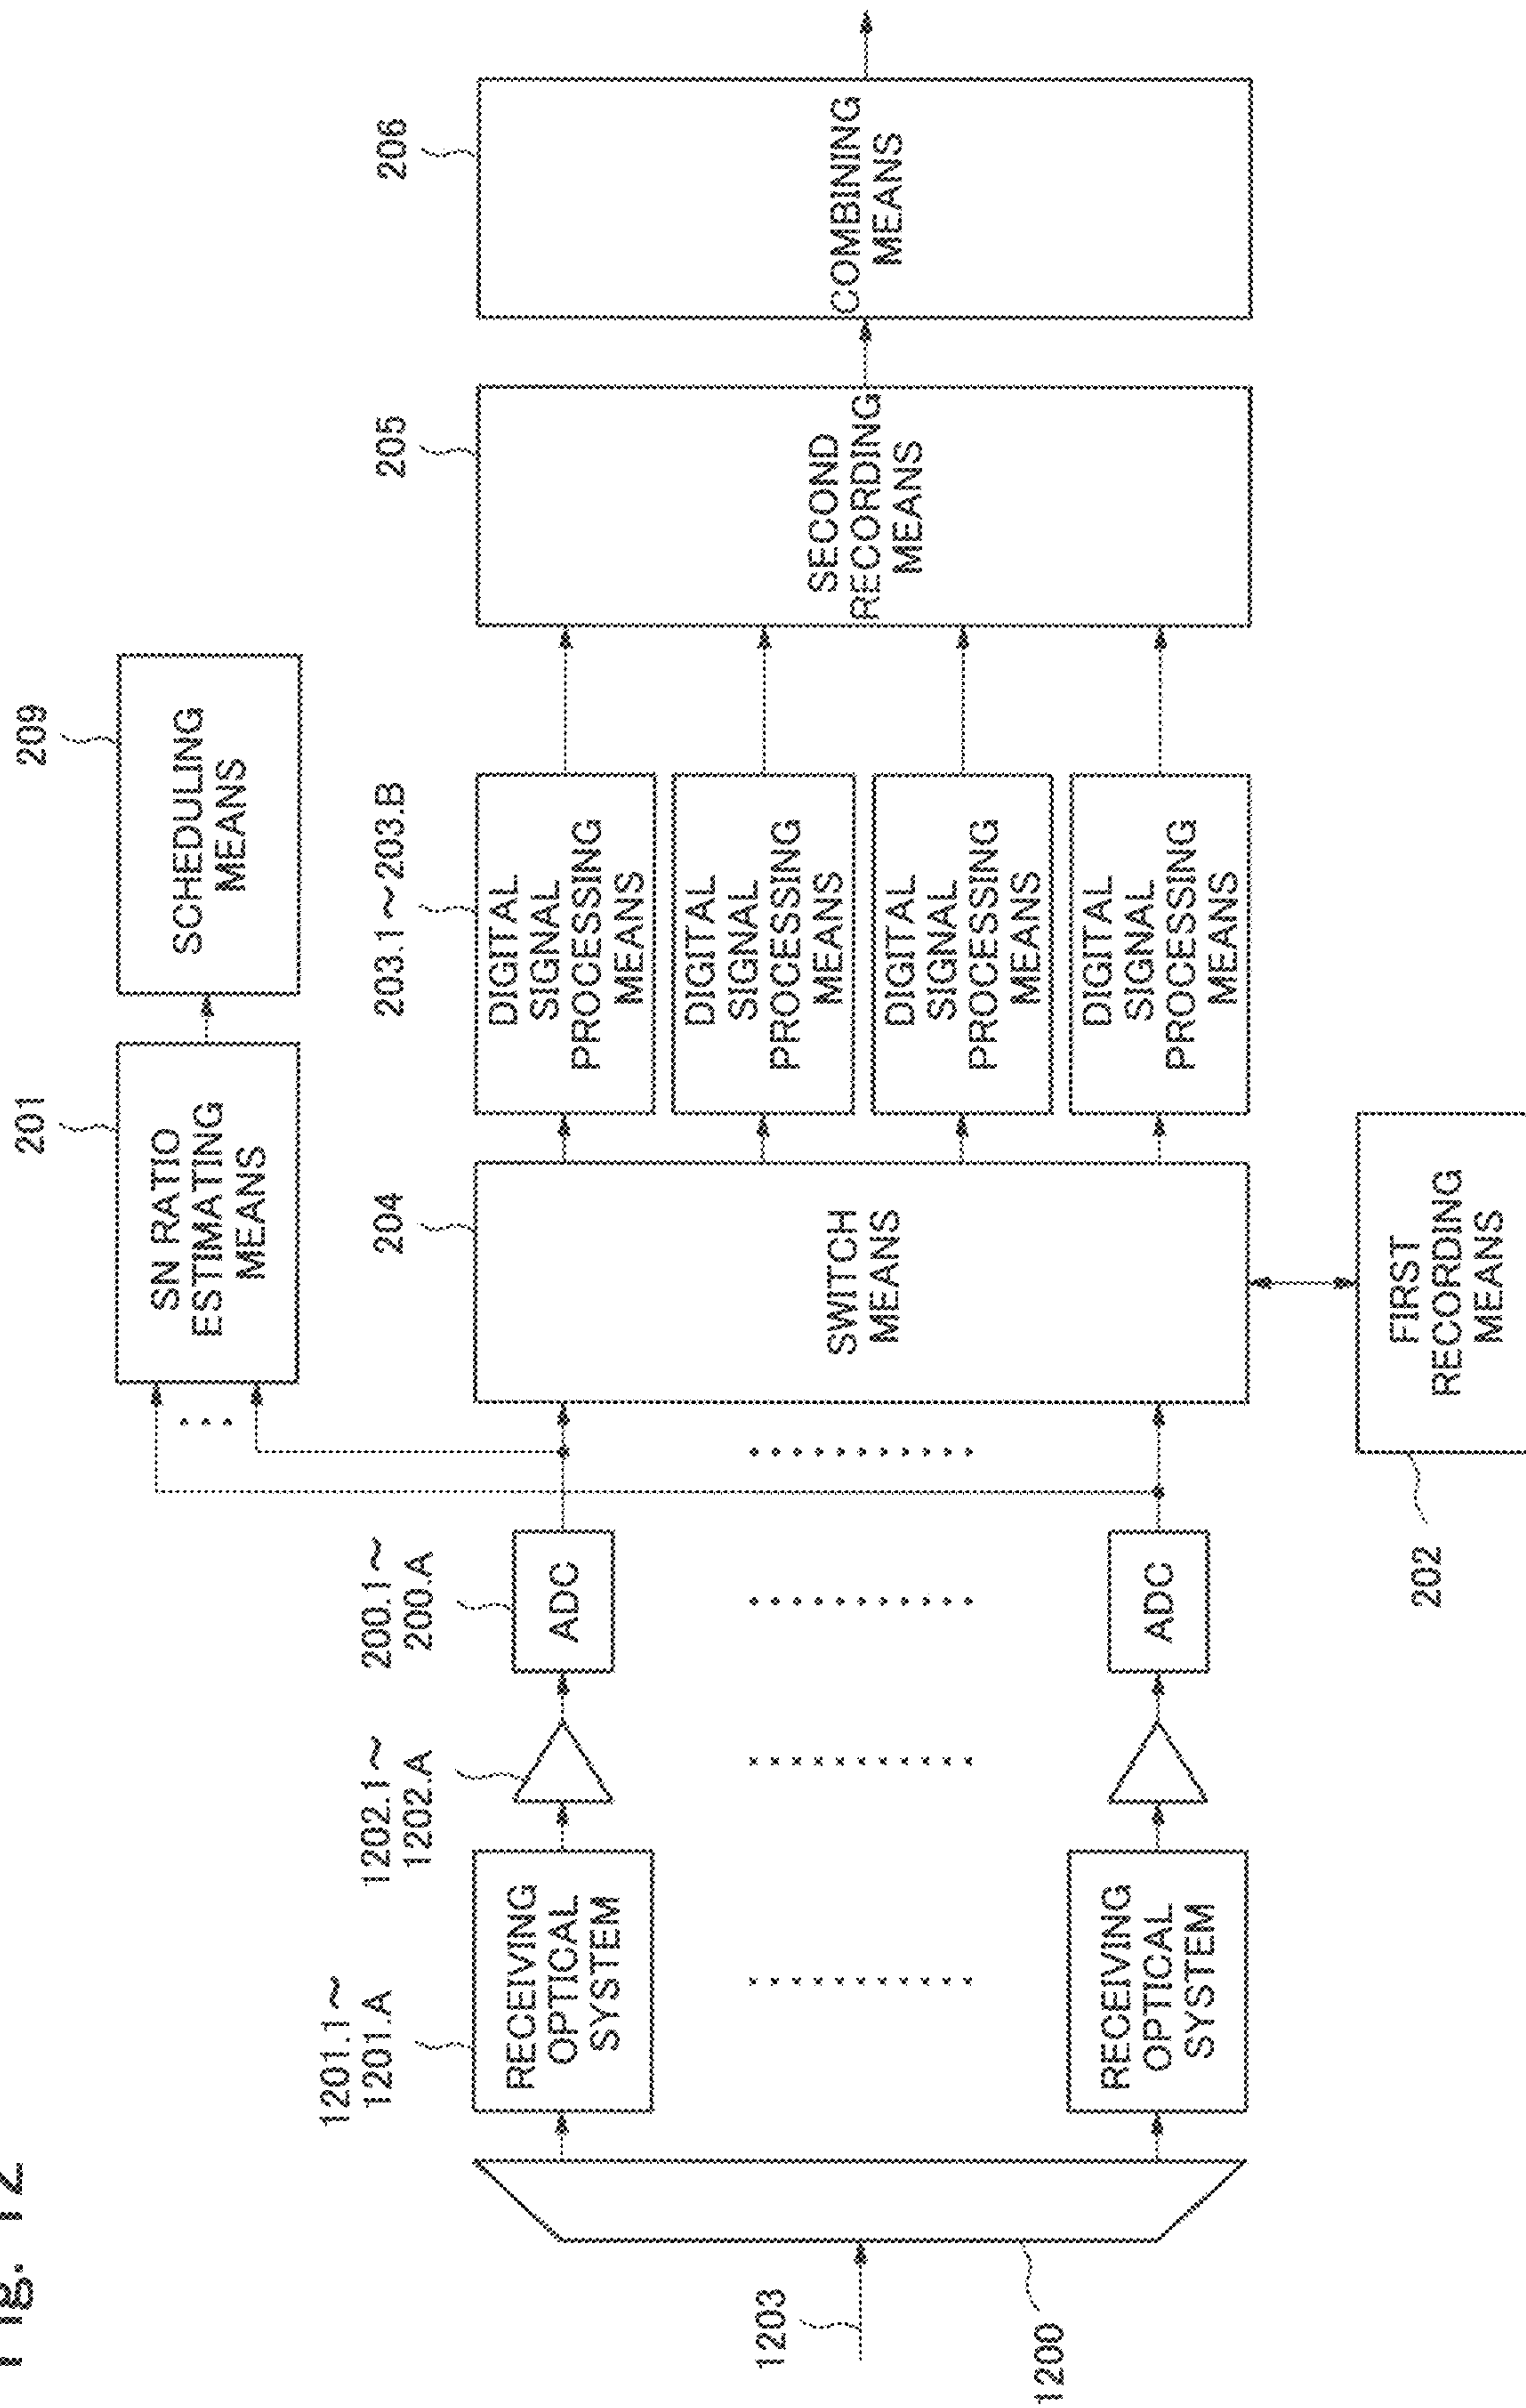 Fig. 12
1203
1200
1201.1~
1201.A
RECEIVING
OPTICAL
SYSTEM
RECEIVING
OPTICAL
SYSTEM
1202.1~
1202.A
200.1~
200.A
ADC
ADC
201
SN RATIO
ESTIMATING
MEANS
209
SCHEDULING
MEANS
204
SWITCH
MEANS
202
FIRST
RECORDING
MEANS
203.1~203.B
DIGITAL
SIGNAL
PROCESSING
MEANS
DIGITAL
SIGNAL
PROCESSING
MEANS
DIGITAL
SIGNAL
PROCESSING
MEANS
DIGITAL
SIGNAL
PROCESSING
MEANS
205
SECOND
RECORDING
MEANS
206
COMBINING
MEANS